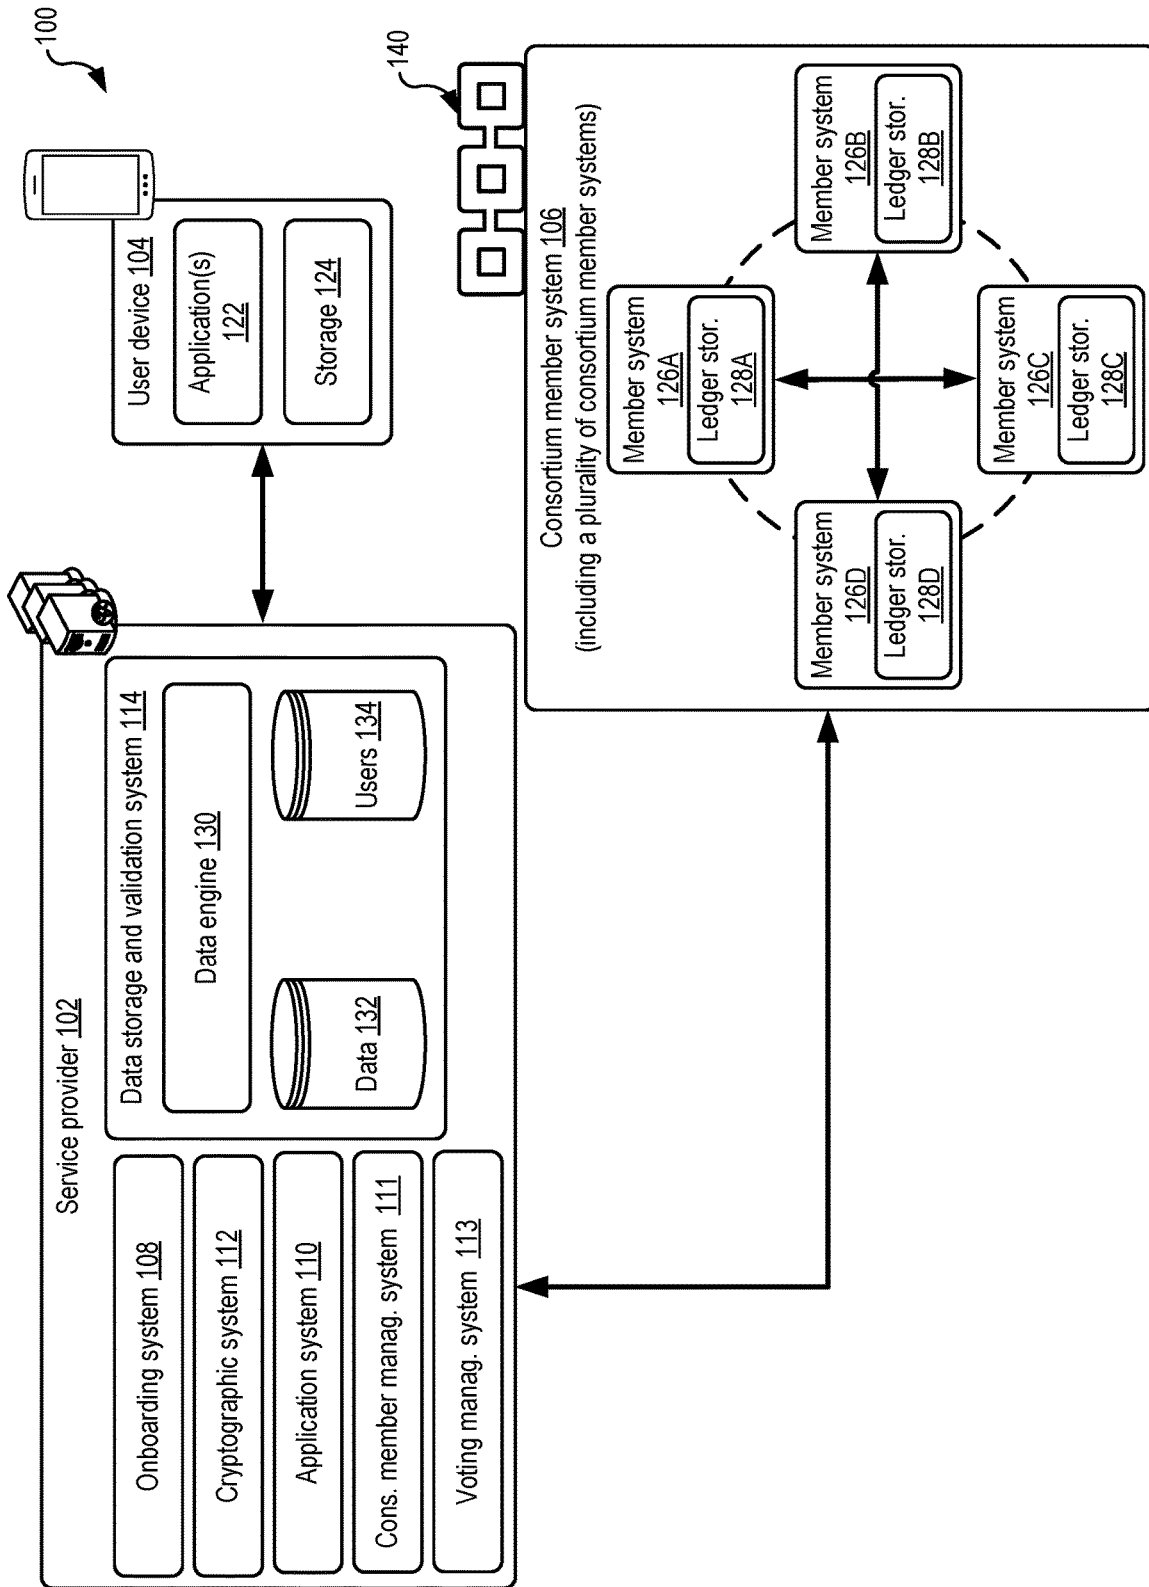 100
Service provider 102
Onboarding system 108
Cryptographic system 112
Application system 110
Cons. member manag. system 111
Voting manag. system 113
Data storage and validation system 114
Data engine 130
Data 132
Users 134
User device 104
Application(s)
122
Storage 124
140
Consortium member system 106
(including a plurality of consortium member systems)
Member system
126A
Ledger stor.
128A
Member system
126D
Ledger stor.
128D
Member system
126B
Ledger stor.
128B
Member system
126C
Ledger stor.
128C